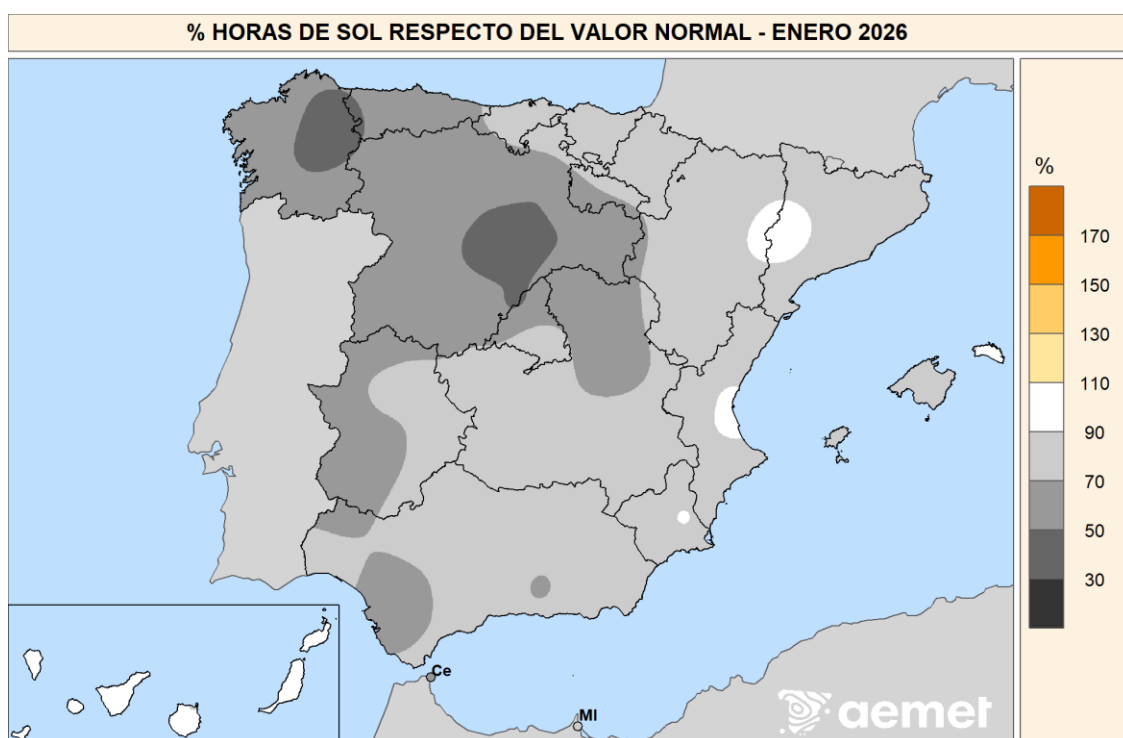 % HORAS DE SOL RESPECTO DEL VALOR NORMAL - ENERO 2026
%
170
150
130
110
90
70
50
30
Ce
Ml
aemet